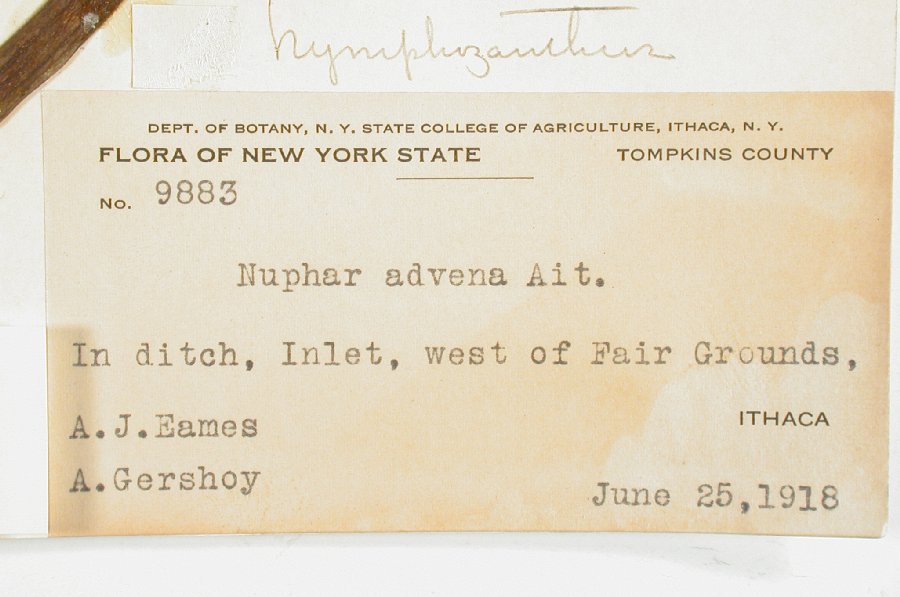 Nymphozanthus
DEPT. OF BOTANY, N. Y. STATE COLLEGE OF AGRICULTURE, ITHACA, N. Y.
FLORA OF NEW YORK STATE TOMPKINS COUNTY
No. 9883
Nuphar advena Ait.
In ditch, Inlet, west of Fair Grounds,
ITHACA
A.J.Eames
A.Gershoy
June 25,1918